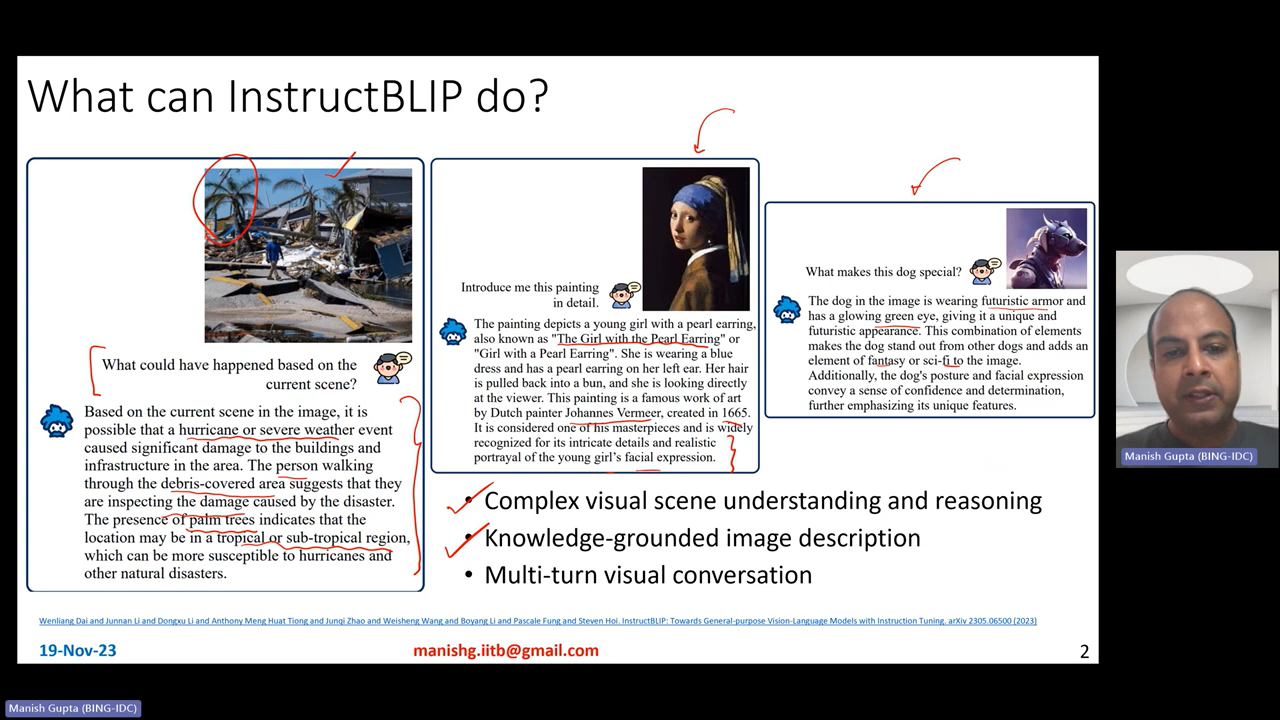 What can InstructBLIP do?
What could have happened based on the
current scene?
Based on the current scene in the image, it is
possible that a hurricane or severe weather event
caused significant damage to the buildings and
infrastructure in the area. The person walking
through the debris-covered area suggests that they
are inspecting the damage caused by the disaster.
The presence of palm trees indicates that the
location may be in a tropical or sub-tropical region,
which can be more susceptible to hurricanes and
other natural disasters.
Introduce me this painting
in detail.
The painting depicts a young girl with a pearl earring,
also known as "The Girl with the Pearl Earring" or
"Girl with a Pearl Earring". She is wearing a blue
dress and has a pearl earring on her left ear. Her hair
is pulled back into a bun, and she is looking directly
at the viewer. This painting is a famous work of art
by Dutch painter Johannes Vermeer, created in 1665.
It is considered one of his masterpieces and is widely
recognized for its intricate details and realistic
portrayal of the young girl's facial expression.
What makes this dog special?
The dog in the image is wearing futuristic armor and
has a glowing green eye, giving it a unique and
futuristic appearance. This combination of elements
makes the dog stand out from other dogs and adds an
element of fantasy or sci-fi to the image.
Additionally, the dog's posture and facial expression
convey a sense of confidence and determination,
further emphasizing its unique features.
• Complex visual scene understanding and reasoning
• Knowledge-grounded image description
• Multi-turn visual conversation
Wenliang Dai and Junnan Li and Dongxu Li and Anthony Meng Huat Tiong and Junqi Zhao and Weisheng Wang and Boyang Li and Pascale Fung and Steven Hoi. InstructBLIP: Towards General-purpose Vision-Language Models with Instruction Tuning. arXiv 2305.06500 (2023)
19-Nov-23
manishg.iitb@gmail.com
2
Manish Gupta (BING-IDC)
Manish Gupta (BING-IDC)